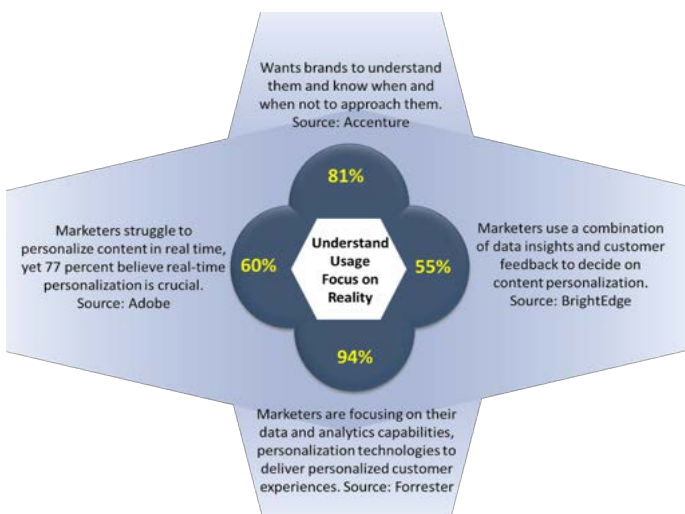 Wants brands to understand
them and know when and
when not to approach them.
Source: Accenture
81%
Marketers struggle to
personalize content in real time,
yet 77 percent believe real-time
personalization is crucial.
Source: Adobe
60%
Understand
Usage
Focus on
Reality
55%
Marketers use a combination
of data insights and customer
feedback to decide on
content personalization.
Source: BrightEdge
94%
Marketers are focusing on their
data and analytics capabilities,
personalization technologies to
deliver personalized customer
experiences. Source: Forrester